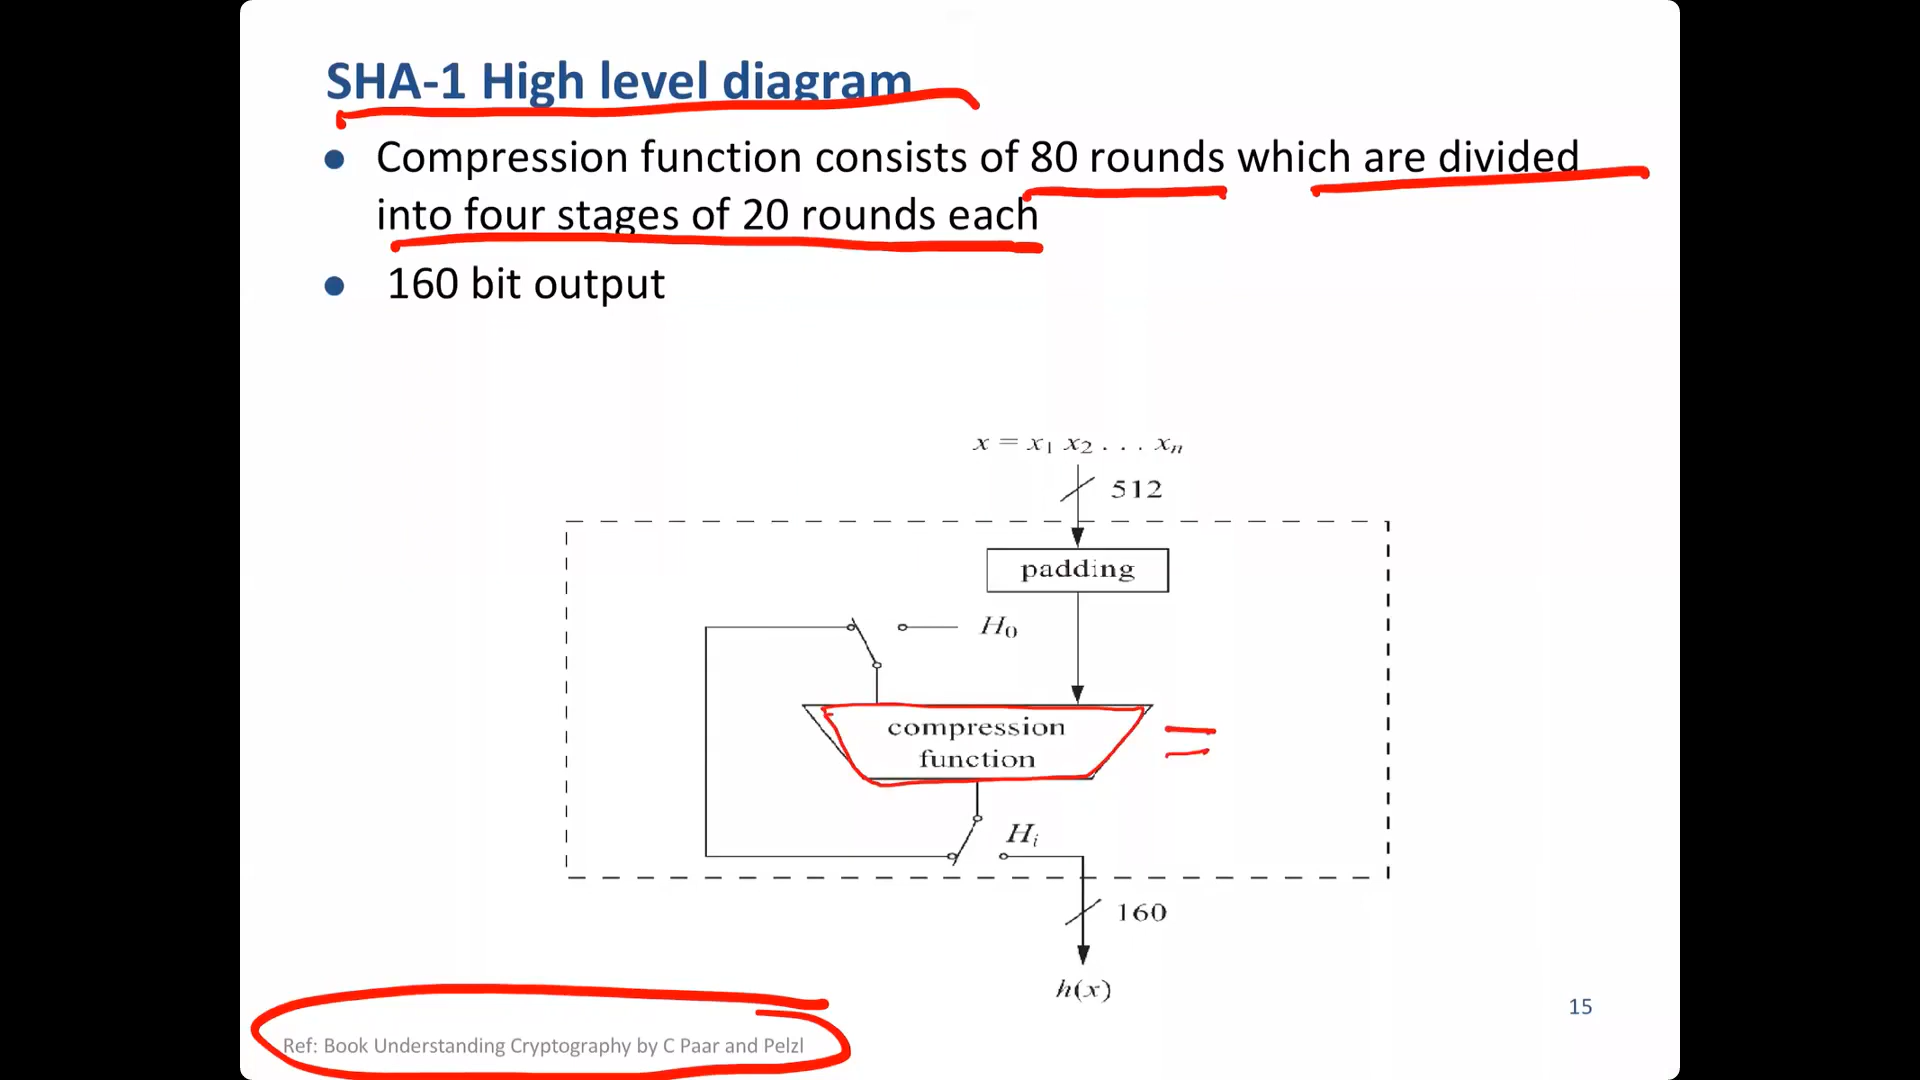 SHA-1 High level diagram
● Compression function consists of 80 rounds which are divided
into four stages of 20 rounds each
● 160 bit output
x = x₁ x₂ . . . xₙ
512
padding
H₀
compression
function
Hᵢ
160
h(x)
15
Ref: Book Understanding Cryptography by C Paar and Pelzl